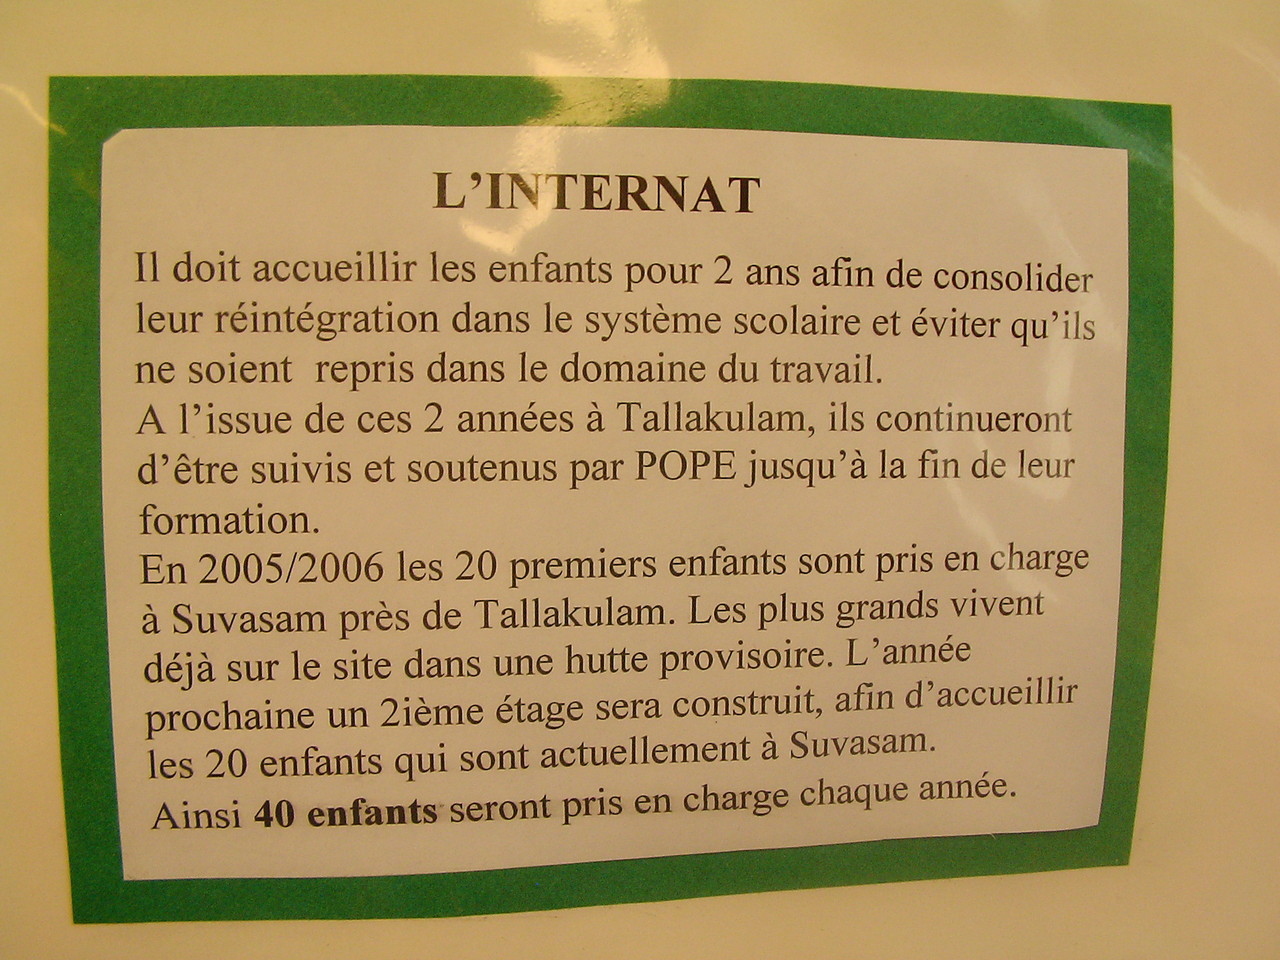 L'INTERNAT
Il doit accueillir les enfants pour 2 ans afin de consolider
leur réintégration dans le système scolaire et éviter qu'ils
ne soient  repris dans le domaine du travail.
A l'issue de ces 2 années à Tallakulam, ils continueront
d'être suivis et soutenus par POPE jusqu'à la fin de leur
formation.
En 2005/2006 les 20 premiers enfants sont pris en charge
à Suvasam près de Tallakulam. Les plus grands vivent
déjà sur le site dans une hutte provisoire. L'année
prochaine un 2ième étage sera construit, afin d'accueillir
les 20 enfants qui sont actuellement à Suvasam.
Ainsi 40 enfants seront pris en charge chaque année.